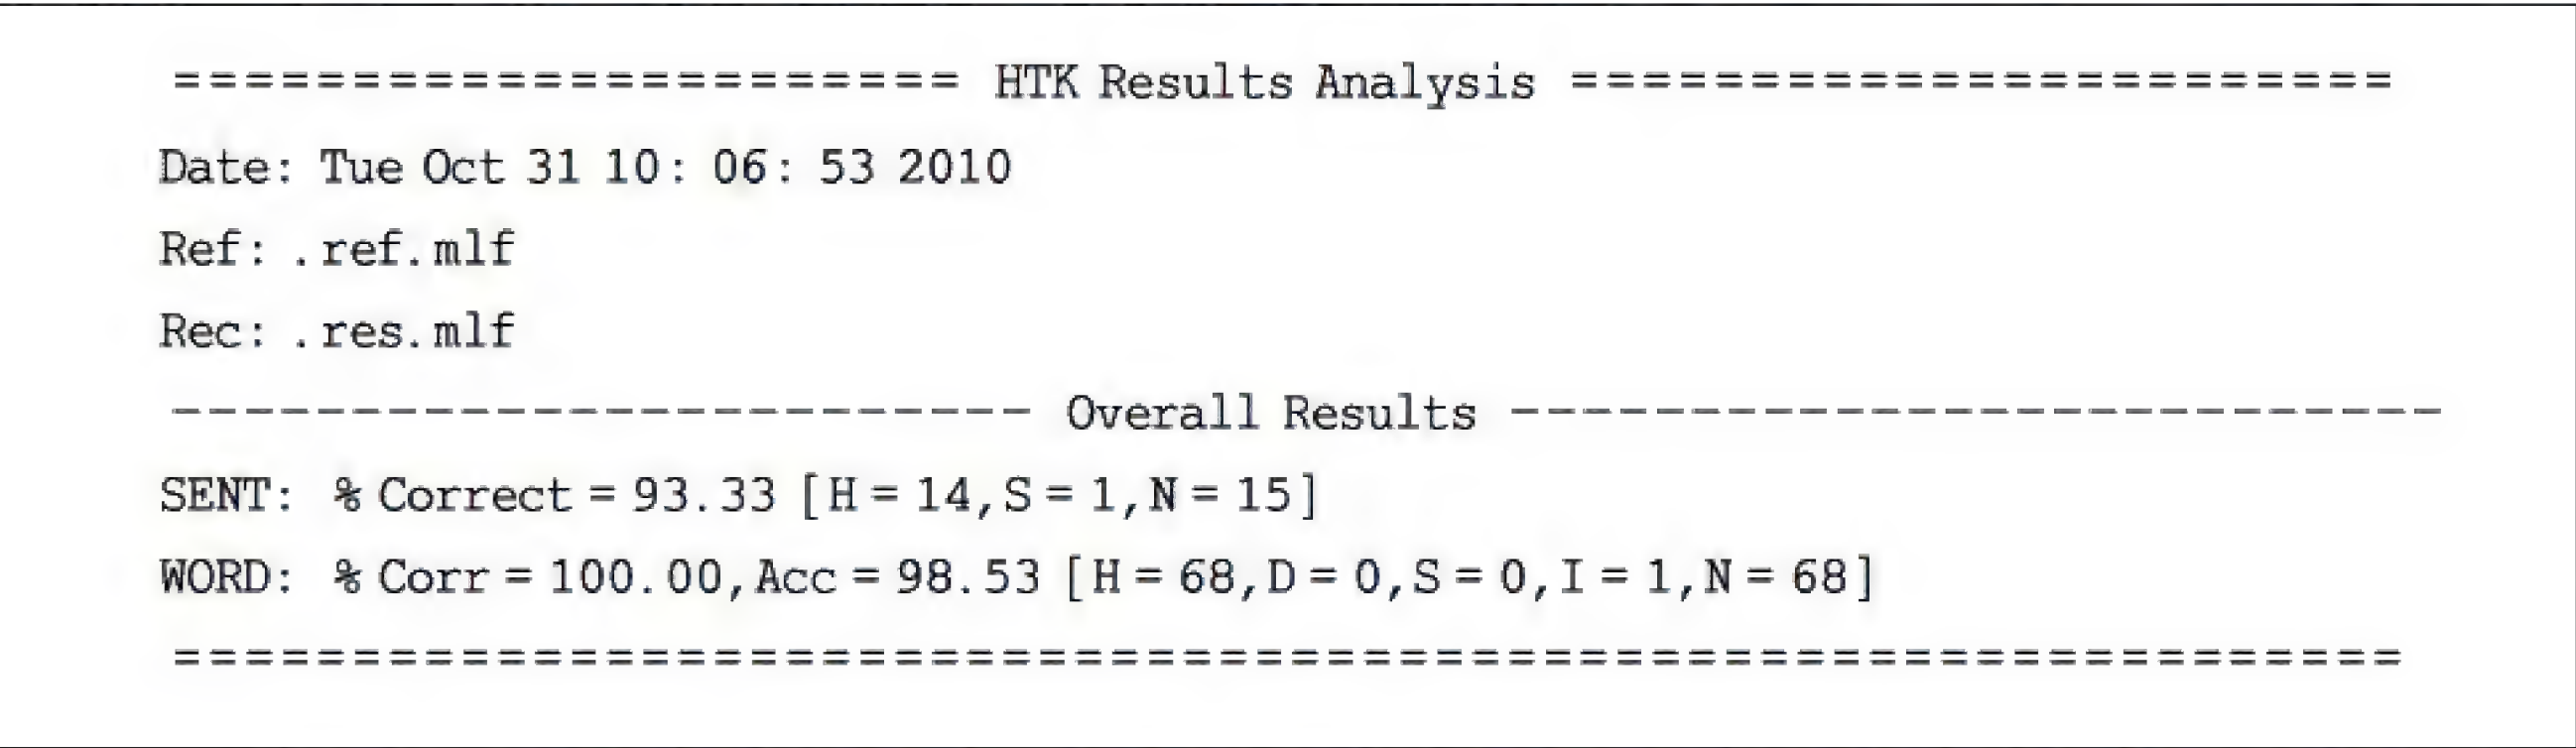 ====================== HTK Results Analysis =======================
Date: Tue Oct 31 10: 06: 53 2010
Ref: .ref.mlf
Rec: .res.mlf
------------------------ Overall Results --------------------------
SENT: % Correct = 93.33 [H = 14,S = 1,N = 15]
WORD: % Corr = 100.00,Acc = 98.53 [H = 68,D = 0,S = 0,I = 1,N = 68]
==============================================================